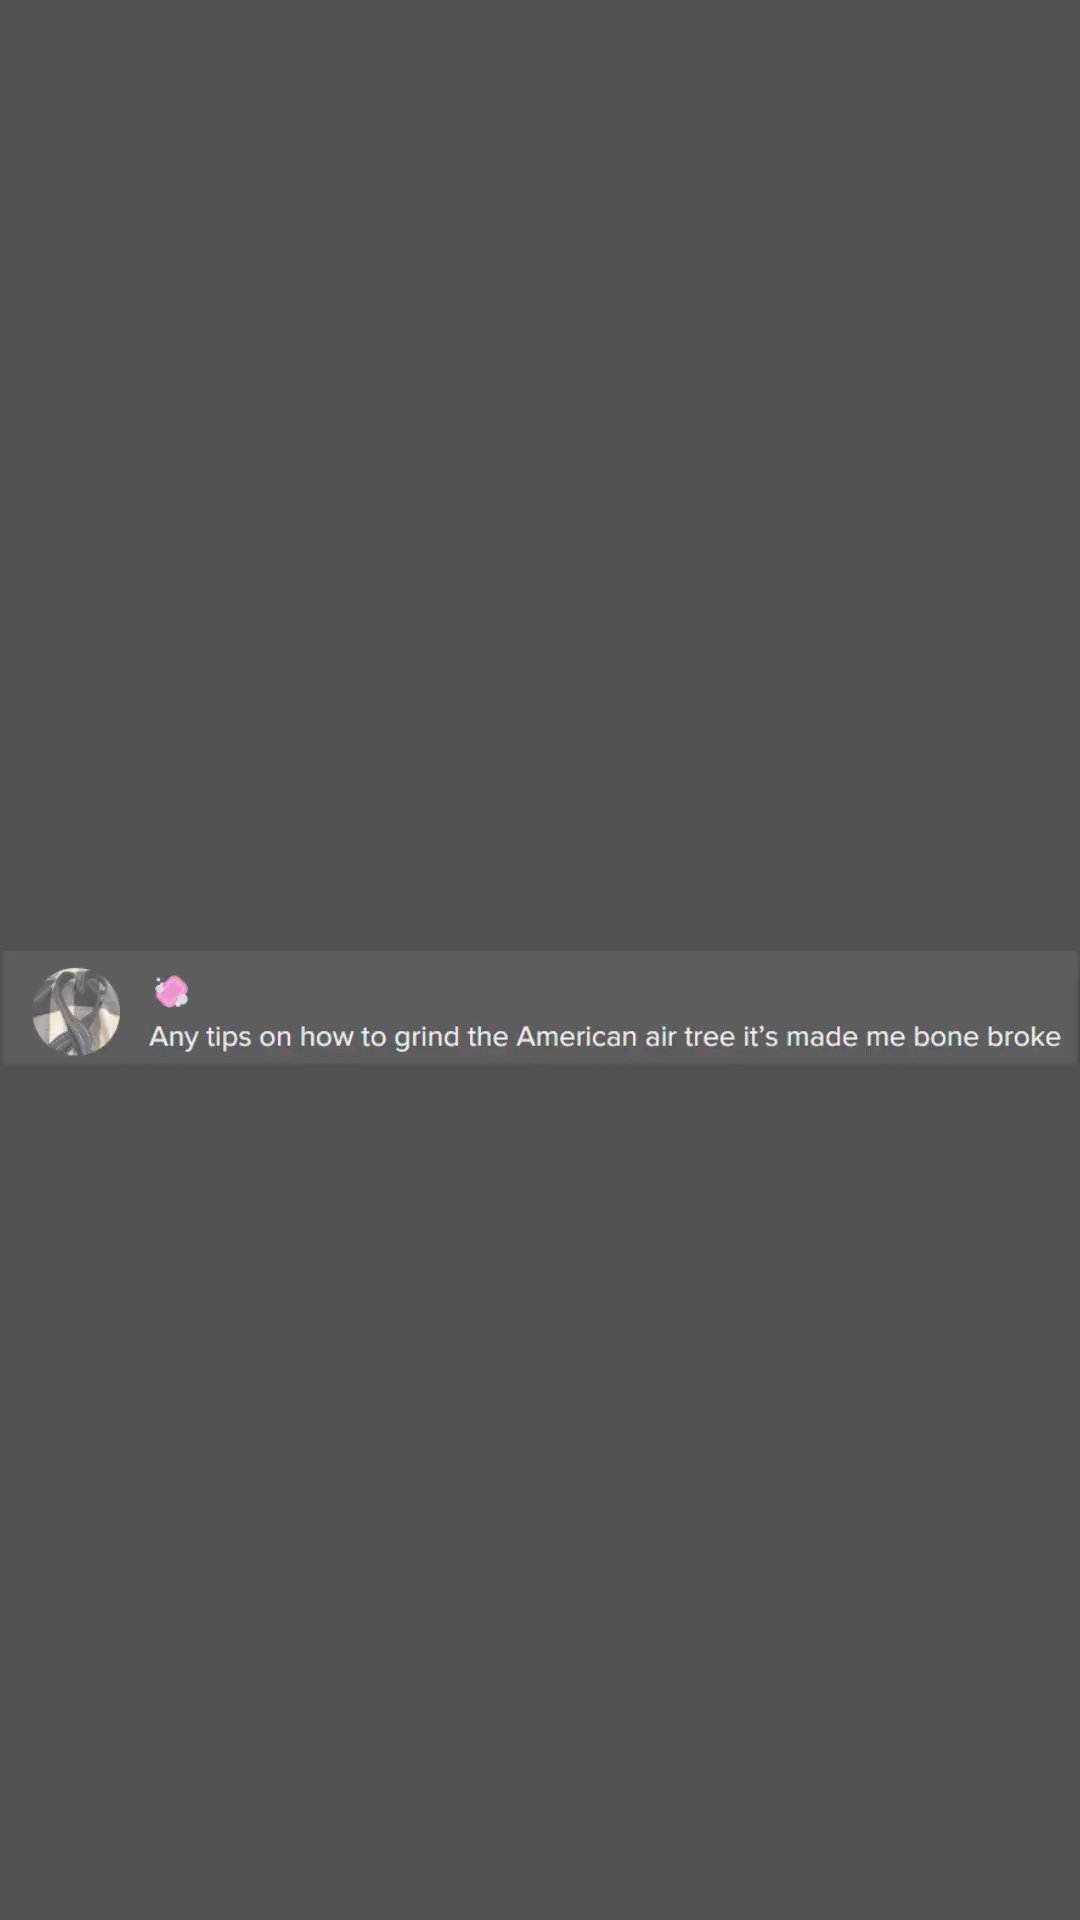 🧼
Any tips on how to grind the American air tree it’s made me bone broke